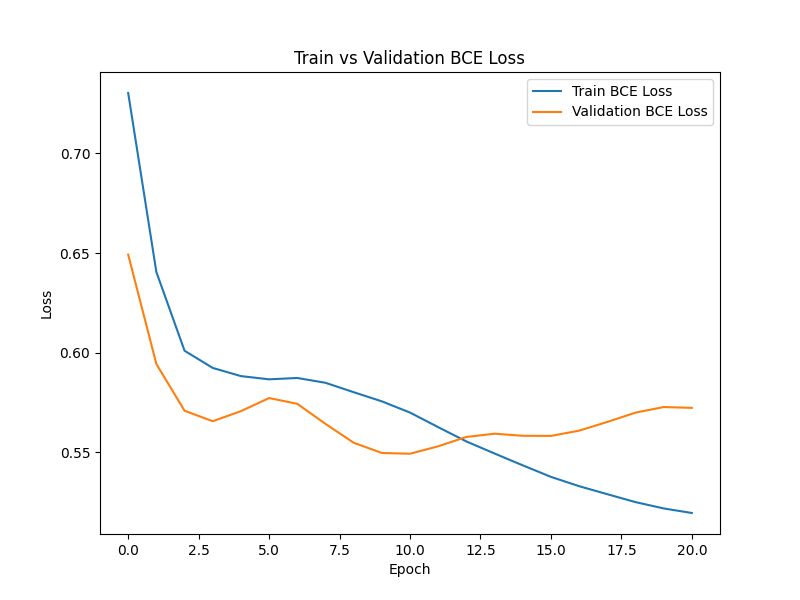 Train vs Validation BCE Loss
Train BCE Loss
Validation BCE Loss
0.70
0.65
0.60
0.55
Loss
0.0 2.5 5.0 7.5 10.0 12.5 15.0 17.5 20.0
Epoch